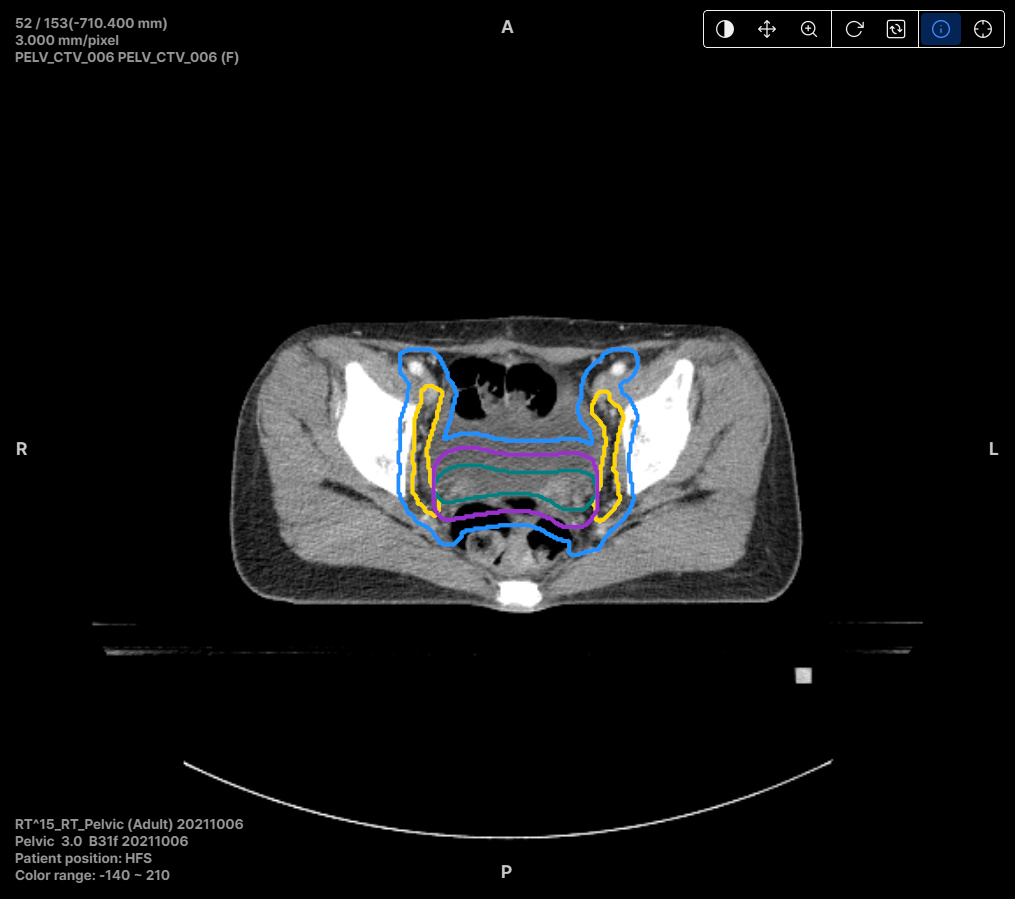 52 / 153(-710.400 mm)
3.000 mm/pixel
PELV_CTV_006 PELV_CTV_006 (F)
A
R
L
RT^15_RT_Pelvic (Adult) 20211006
Pelvic 3.0 B31f 20211006
Patient position: HFS
Color range: -140 ~ 210
P